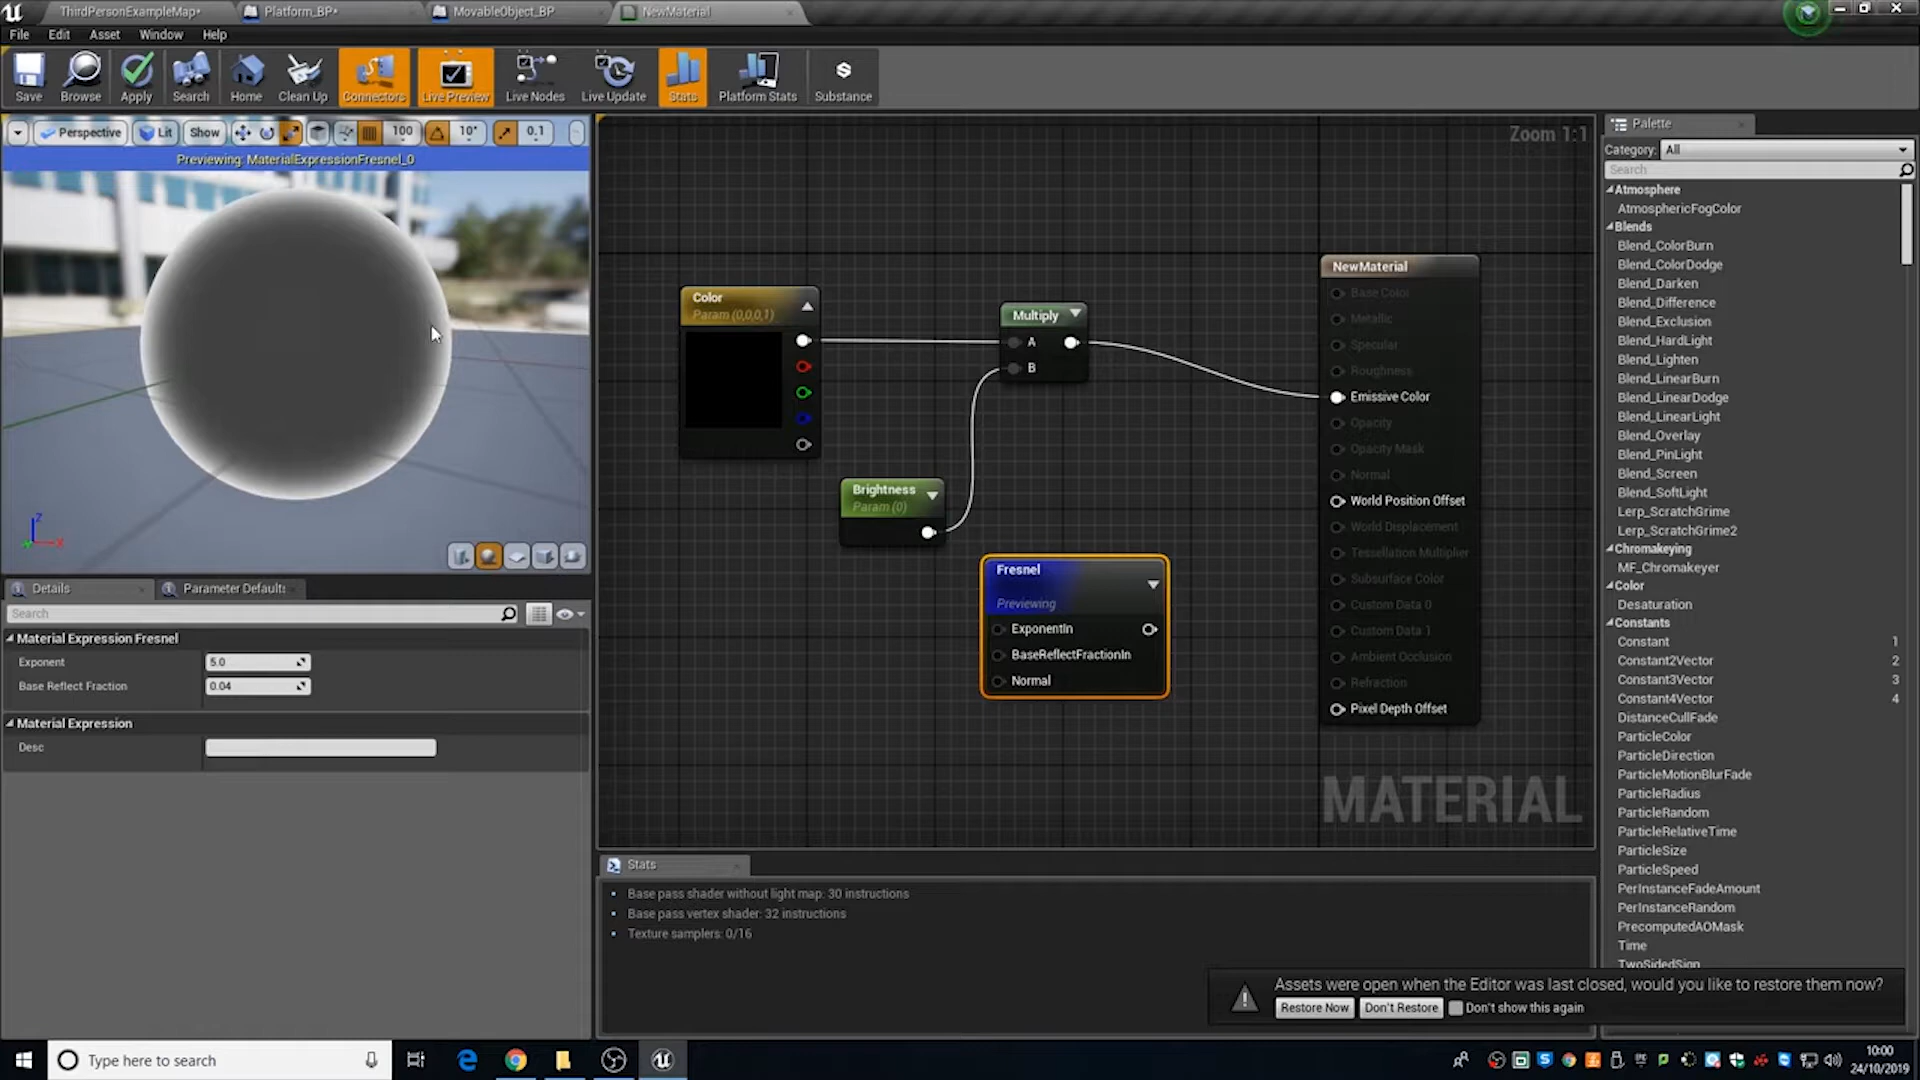 ThirdPersonExampleMap*
Platform_BP*
MovableObject_BP
NewMaterial
File Edit Asset Window Help
Save
Browse
Apply
Search
Home
Clean Up
Connectors
Live Preview
Live Nodes
Live Update
Stats
Platform Stats
Substance
Perspective
Lit
Show
100
10°
0.1
Previewing: MaterialExpressionFresnel_0
Details
Parameter Defaults
Search
Material Expression Fresnel
Exponent 5.0
Base Reflect Fraction 0.04
Material Expression
Desc
Zoom 1:1
Color
Param (0,0,0,1)
Multiply
A
B
Brightness
Param (0)
Fresnel
Previewing
ExponentIn
BaseReflectFractionIn
Normal
NewMaterial
Base Color
Metallic
Specular
Roughness
Emissive Color
Opacity
Opacity Mask
Normal
World Position Offset
World Displacement
Tessellation Multiplier
Subsurface Color
Custom Data 0
Custom Data 1
Ambient Occlusion
Refraction
Pixel Depth Offset
MATERIAL
Stats
Base pass shader without light map: 30 instructions
Base pass vertex shader: 32 instructions
Texture samplers: 0/16
Palette
Category: All
Search
Atmosphere
AtmosphericFogColor
Blends
Blend_ColorBurn
Blend_ColorDodge
Blend_Darken
Blend_Difference
Blend_Exclusion
Blend_HardLight
Blend_Lighten
Blend_LinearBurn
Blend_LinearDodge
Blend_LinearLight
Blend_Overlay
Blend_PinLight
Blend_Screen
Blend_SoftLight
Lerp_ScratchGrime
Lerp_ScratchGrime2
Chromakeying
MF_Chromakeyer
Color
Desaturation
Constants
Constant 1
Constant2Vector 2
Constant3Vector 3
Constant4Vector 4
DistanceCullFade
ParticleColor
ParticleDirection
ParticleMotionBlurFade
ParticleRadius
ParticleRandom
ParticleRelativeTime
ParticleSize
ParticleSpeed
PerInstanceFadeAmount
PerInstanceRandom
PrecomputedAOMask
Time
TwoSidedSign
Assets were open when the Editor was last closed, would you like to restore them now?
Restore Now
Don't Restore
Don't show this again
Type here to search
10:00
24/10/2019